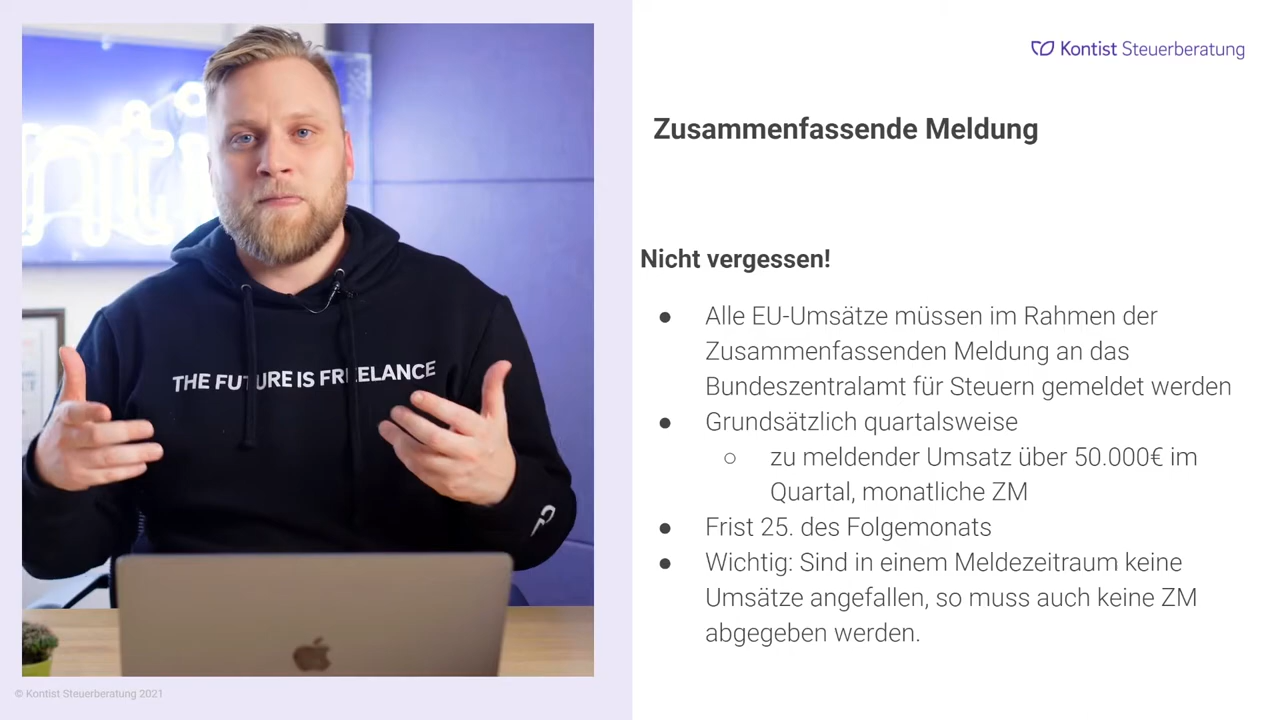 Kontist Steuerberatung
Zusammenfassende Meldung
Nicht vergessen!
● Alle EU-Umsätze müssen im Rahmen der
Zusammenfassenden Meldung an das
Bundeszentralamt für Steuern gemeldet werden
● Grundsätzlich quartalsweise
○ zu meldender Umsatz über 50.000€ im
Quartal, monatliche ZM
● Frist 25. des Folgemonats
● Wichtig: Sind in einem Meldezeitraum keine
Umsätze angefallen, so muss auch keine ZM
abgegeben werden.
THE FUTURE IS FREELANCE
© Kontist Steuerberatung 2021